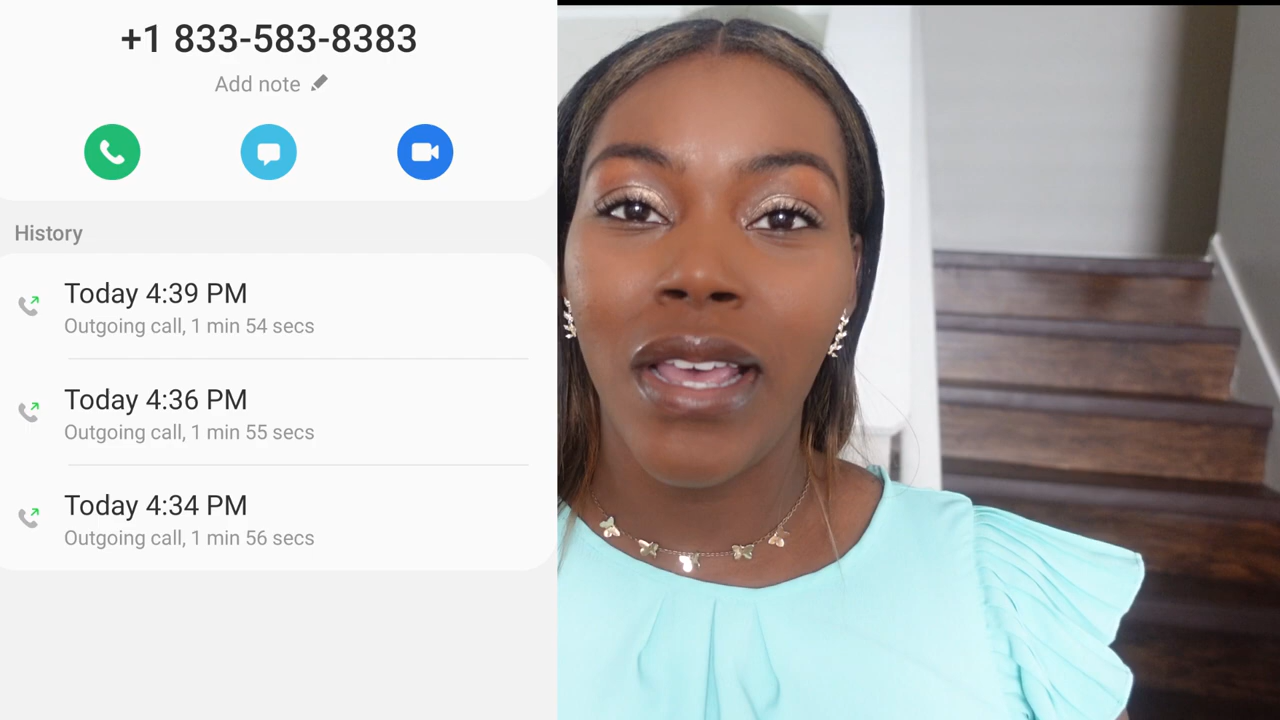 +1 833-583-8383
Add note
History
Today 4:39 PM
Outgoing call, 1 min 54 secs
Today 4:36 PM
Outgoing call, 1 min 55 secs
Today 4:34 PM
Outgoing call, 1 min 56 secs